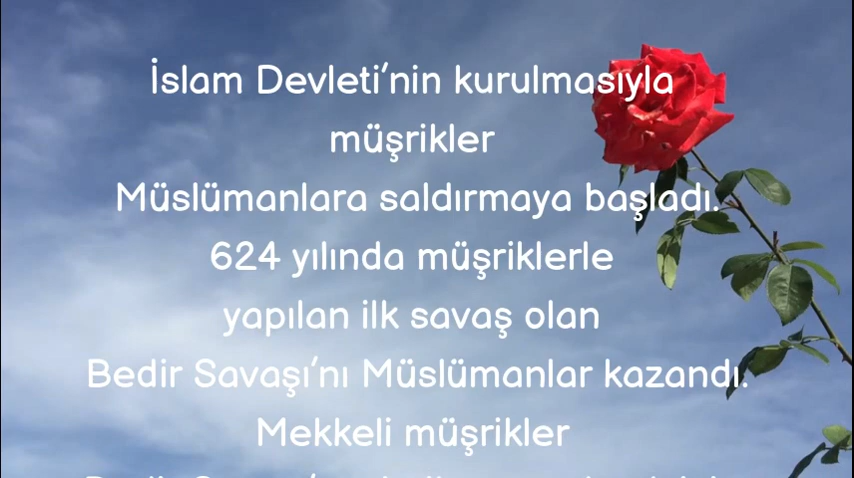 İslam Devleti'nin kurulmasıyla
müşrikler
Müslümanlara saldırmaya başladı.
624 yılında müşriklerle
yapılan ilk savaş olan
Bedir Savaşı'nı Müslümanlar kazandı.
Mekkeli müşrikler